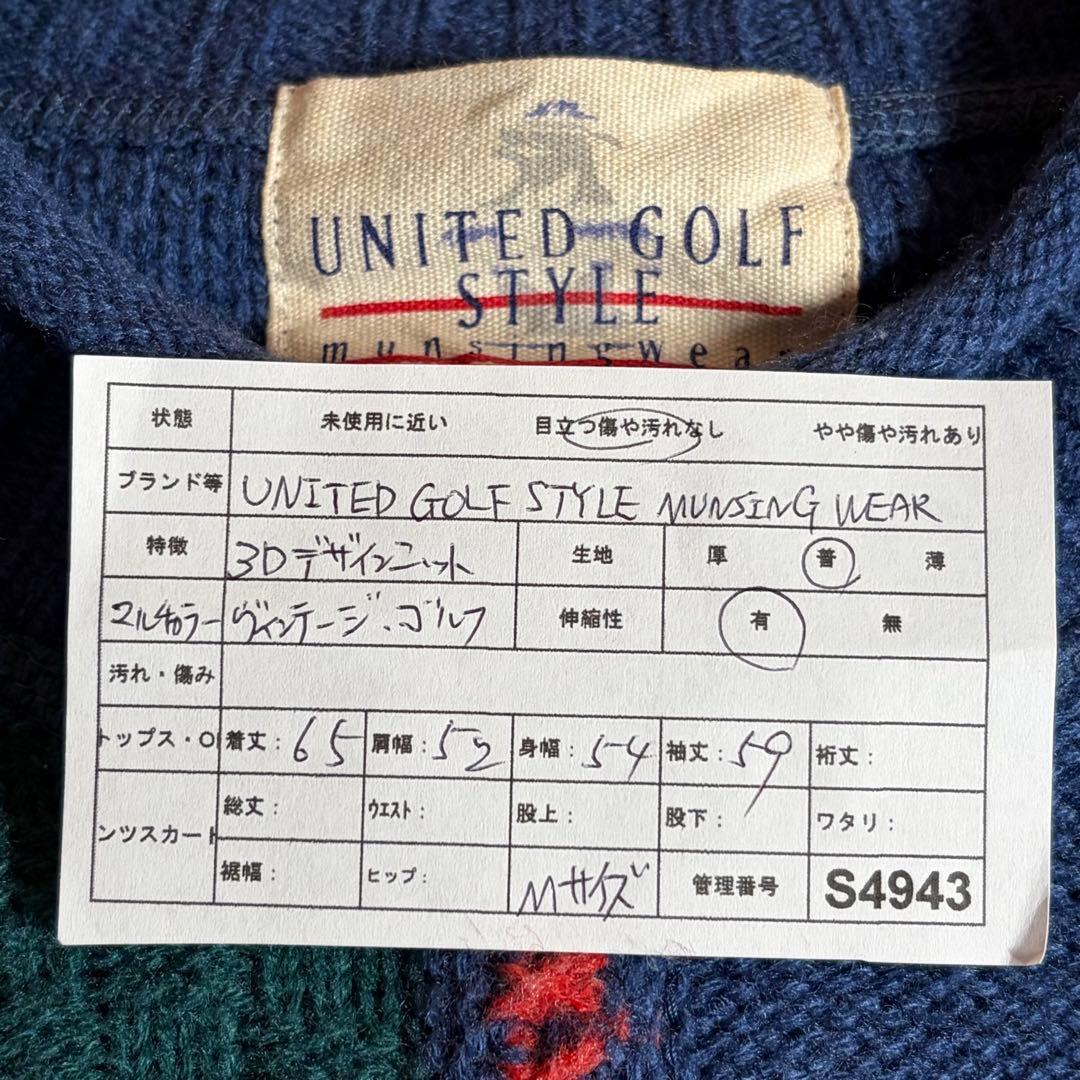 UNITED GOLF
STYLE
munsingwear
状態 未使用に近い 目立つ傷や汚れなし やや傷や汚れあり
ブランド等 UNITED GOLF STYLE MUNSING WEAR
特徴 3Dデザインニット 生地 厚 普 薄
マルチカラー ヴィンテージ・ゴルフ 伸縮性 有 無
汚れ・傷み
トップス・O 着丈:65 肩幅:52 身幅:54 袖丈:59 裄丈:
ンツスカート 総丈: ウエスト: 股上: 股下: ワタリ:
裾幅: ヒップ: Mサイズ 管理番号 S4943